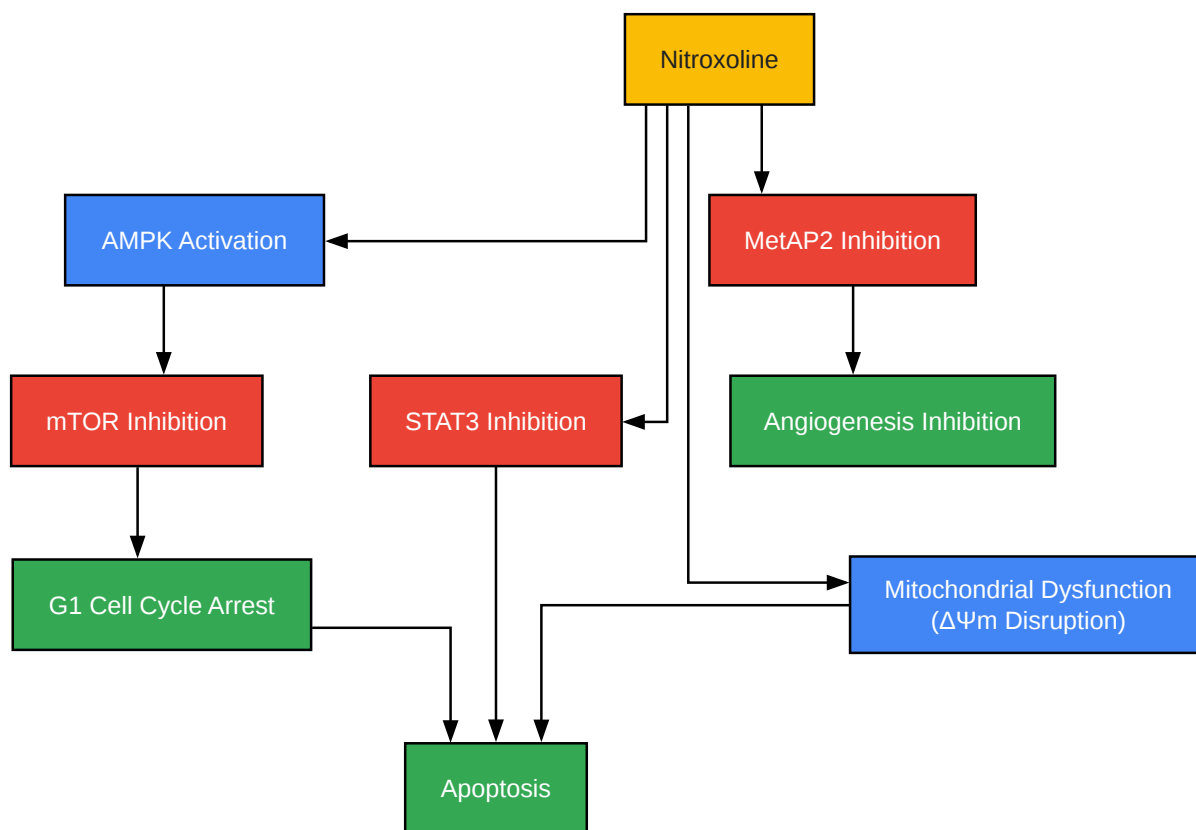 Nitroxoline
AMPK Activation
MetAP2 Inhibition
mTOR Inhibition
STAT3 Inhibition
Angiogenesis Inhibition
G1 Cell Cycle Arrest
Mitochondrial Dysfunction
(ΔΨm Disruption)
Apoptosis